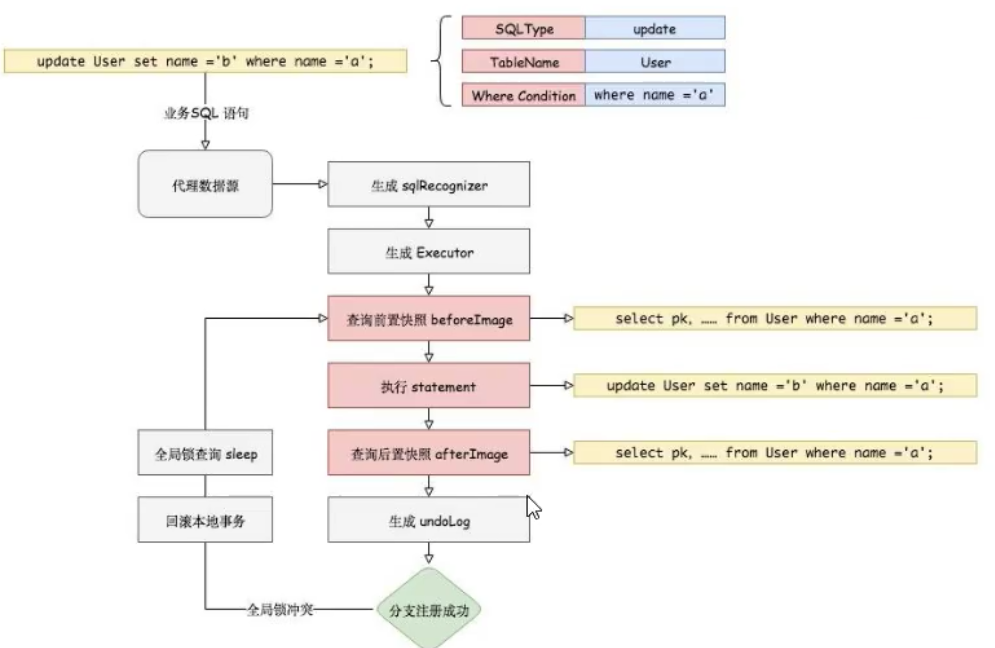 SQLType update
update User set name ='b' where name ='a';
TableName User
Where Condition where name ='a'
业务SQL 语句
代理数据源
生成 sqlRecognizer
生成 Executor
查询前置快照 beforeImage
select pk, …… from User where name ='a';
执行 statement
update User set name ='b' where name ='a';
全局锁查询 sleep
查询后置快照 afterImage
select pk, …… from User where name ='a';
回滚本地事务
生成 undoLog
全局锁冲突
分支注册成功